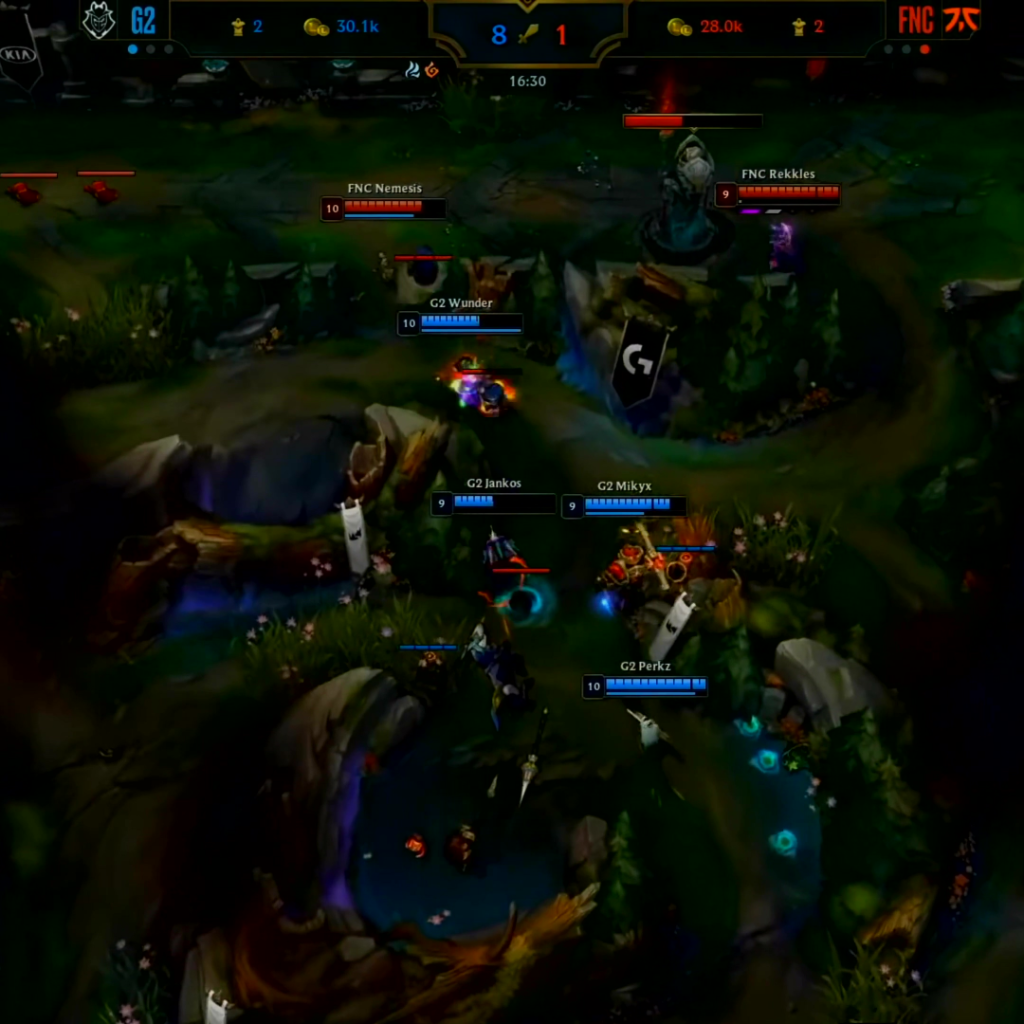 G2 2 30.1k 8 1 28.0k 2 FNC
KIA
16:30
FNC Rekkles
9
FNC Nemesis
10
G2 Wunder
10
G2 Jankos
9
G2 Mikyx
9
G2 Perkz
10